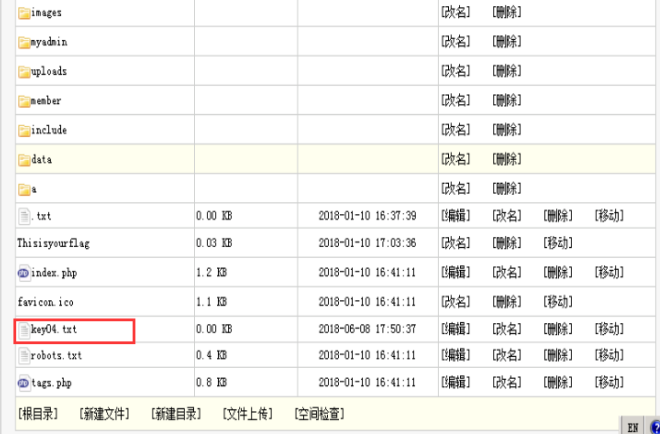 images [改名] [删除]
myadmin [改名] [删除]
uploads [改名] [删除]
member [改名] [删除]
include [改名] [删除]
data [改名] [删除]
a [改名] [删除]
.txt 0.00 KB 2018-01-10 16:37:39 [编辑] [改名] [删除] [移动]
Thisisyourflag 0.03 KB 2018-01-10 17:03:36 [改名] [删除] [移动]
index.php 1.2 KB 2018-01-10 16:41:11 [编辑] [改名] [删除] [移动]
favicon.ico 1.1 KB 2018-01-10 16:41:11 [改名] [删除] [移动]
key04.txt 0.00 KB 2018-06-08 17:50:37 [编辑] [改名] [删除] [移动]
robots.txt 0.4 KB 2018-01-10 16:41:11 [编辑] [改名] [删除] [移动]
tags.php 0.8 KB 2018-01-10 16:41:11 [编辑] [改名] [删除] [移动]
[根目录] [新建文件] [新建目录] [文件上传] [空间检查]
EN